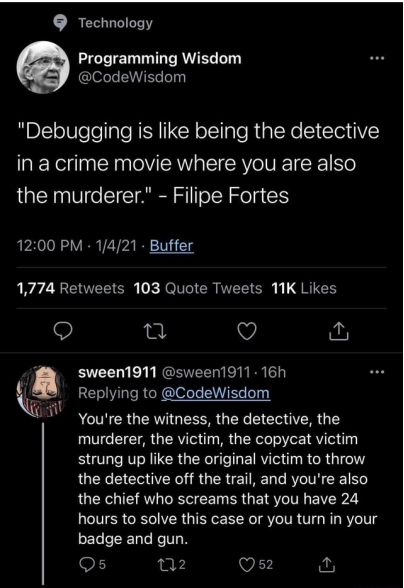 Technology
Programming Wisdom
@CodeWisdom
"Debugging is like being the detective
in a crime movie where you are also
the murderer." - Filipe Fortes
12:00 PM · 1/4/21 · Buffer
1,774 Retweets 103 Quote Tweets 11K Likes
sween1911 @sween1911 · 16h
Replying to @CodeWisdom
You're the witness, the detective, the
murderer, the victim, the copycat victim
strung up like the original victim to throw
the detective off the trail, and you're also
the chief who screams that you have 24
hours to solve this case or you turn in your
badge and gun.
5 2 52